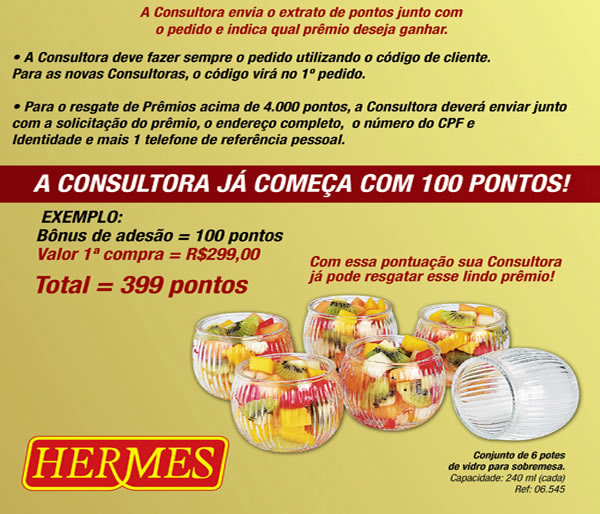 A Consultora envia o extrato de pontos junto com
o pedido e indica qual prêmio deseja ganhar.
• A Consultora deve fazer sempre o pedido utilizando o código de cliente.
Para as novas Consultoras, o código virá no 1º pedido.
• Para o resgate de Prêmios acima de 4.000 pontos, a Consultora deverá enviar junto
com a solicitação do prêmio, o endereço completo, o número do CPF e
Identidade e mais 1 telefone de referência pessoal.
A CONSULTORA JÁ COMEÇA COM 100 PONTOS!
EXEMPLO:
Bônus de adesão = 100 pontos
Valor 1ª compra = R$299,00
Total = 399 pontos
Com essa pontuação sua Consultora
já pode resgatar esse lindo prêmio!
HERMES
Conjunto de 6 potes
de vidro para sobremesa.
Capacidade: 240 ml (cada)
Ref: 06.545